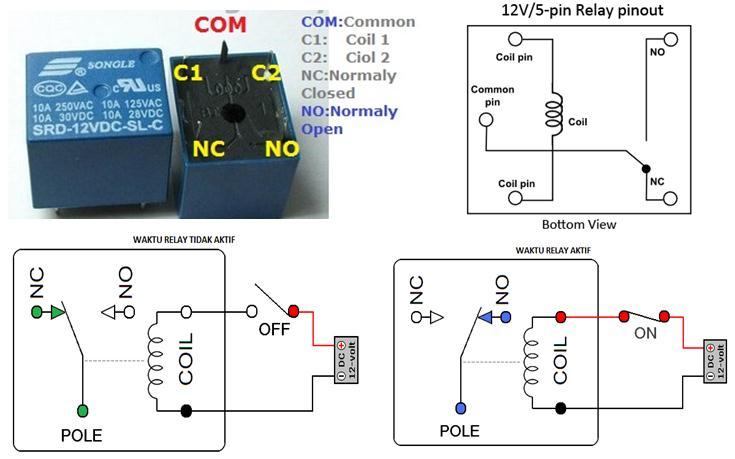 COM
COM:Common
C1: Coil 1
C2: Ciol 2
NC:Normaly
Closed
NO:Normaly
Open
C1
C2
NC
NO
SONGLE
CQC
US
10A 250VAC 10A 125VAC
10A 30VDC 10A 28VDC
SRD-12VDC-SL-C
12V/5-pin Relay pinout
Coil pin
NO
Common
pin
Coil
Coil pin
NC
Bottom View
WAKTU RELAY TIDAK AKTIF
NC
NO
COIL
OFF
DC
12-volt
POLE
WAKTU RELAY AKTIF
NC
NO
COIL
ON
DC
12-volt
POLE